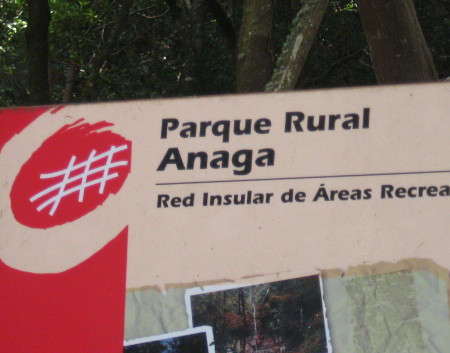 Parque Rural
Anaga
Red Insular de Áreas Recrea